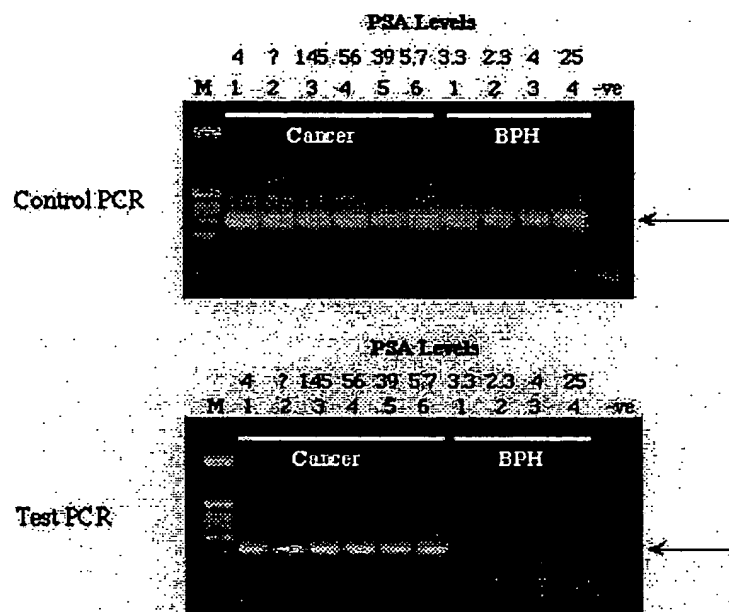 PSA Levels
4 ? 145 56 39 5.7 3.3 2.3 4 25
M 1 2 3 4 5 6 1 2 3 4 -ve
Cancer BPH
Control PCR
PSA Levels
4 ? 145 56 39 5.7 3.3 2.3 4 25
M 1 2 3 4 5 6 1 2 3 4 -ve
Cancer BPH
Test PCR